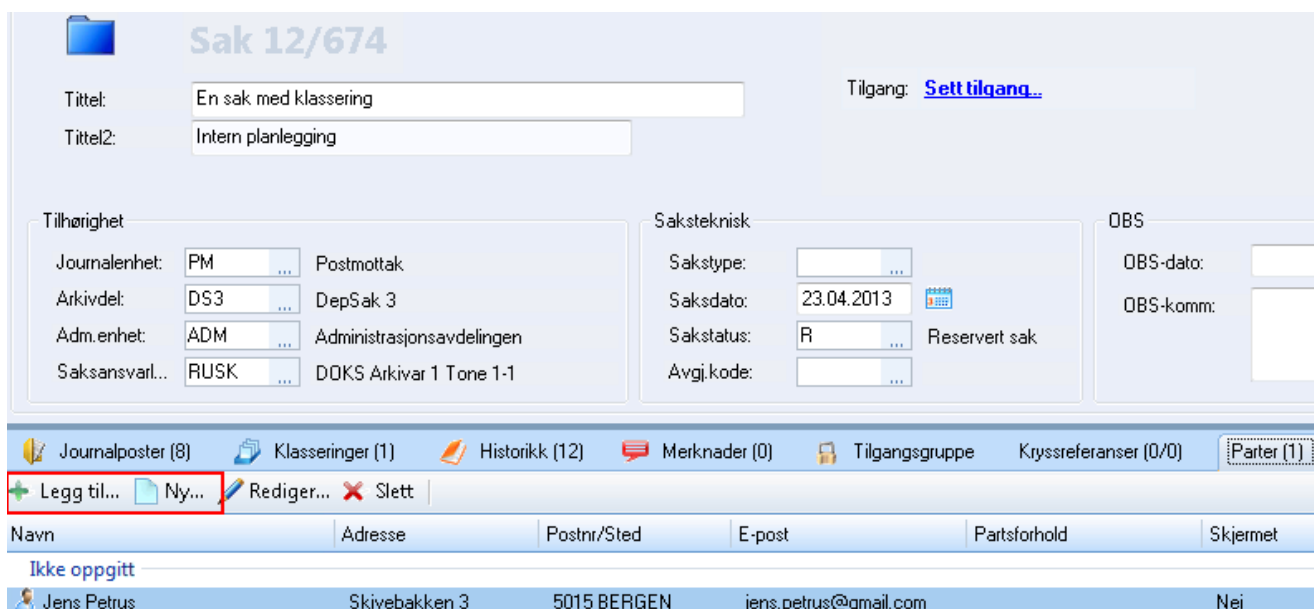 Sak 12/674
Tittel: En sak med klassering
Tilgang: Sett tilgang...
Tittel2: Intern planlegging
Tilhørighet
Journalenhet: PM ... Postmottak
Arkivdel: DS3 ... DepSak 3
Adm.enhet: ADM ... Administrasjonsavdelingen
Saksansvarl... RUSK ... DOKS Arkivar 1 Tone 1-1
Saksteknisk
Sakstype: ...
Saksdato: 23.04.2013
Sakstatus: R ... Reservert sak
Avgj.kode: ...
OBS
OBS-dato:
OBS-komm:
Journalposter (8) Klasseringer (1) Historikk (12) Merknader (0) Tilgangsgruppe Kryssreferanser (0/0) Parter (1)
Legg til... Ny... Rediger... Slett
Navn Adresse Postnr/Sted E-post Partsforhold Skjermet
Ikke oppgitt
Jens Petrus Skivebakken 3 5015 BERGEN jens.petrus@gmail.com Nei